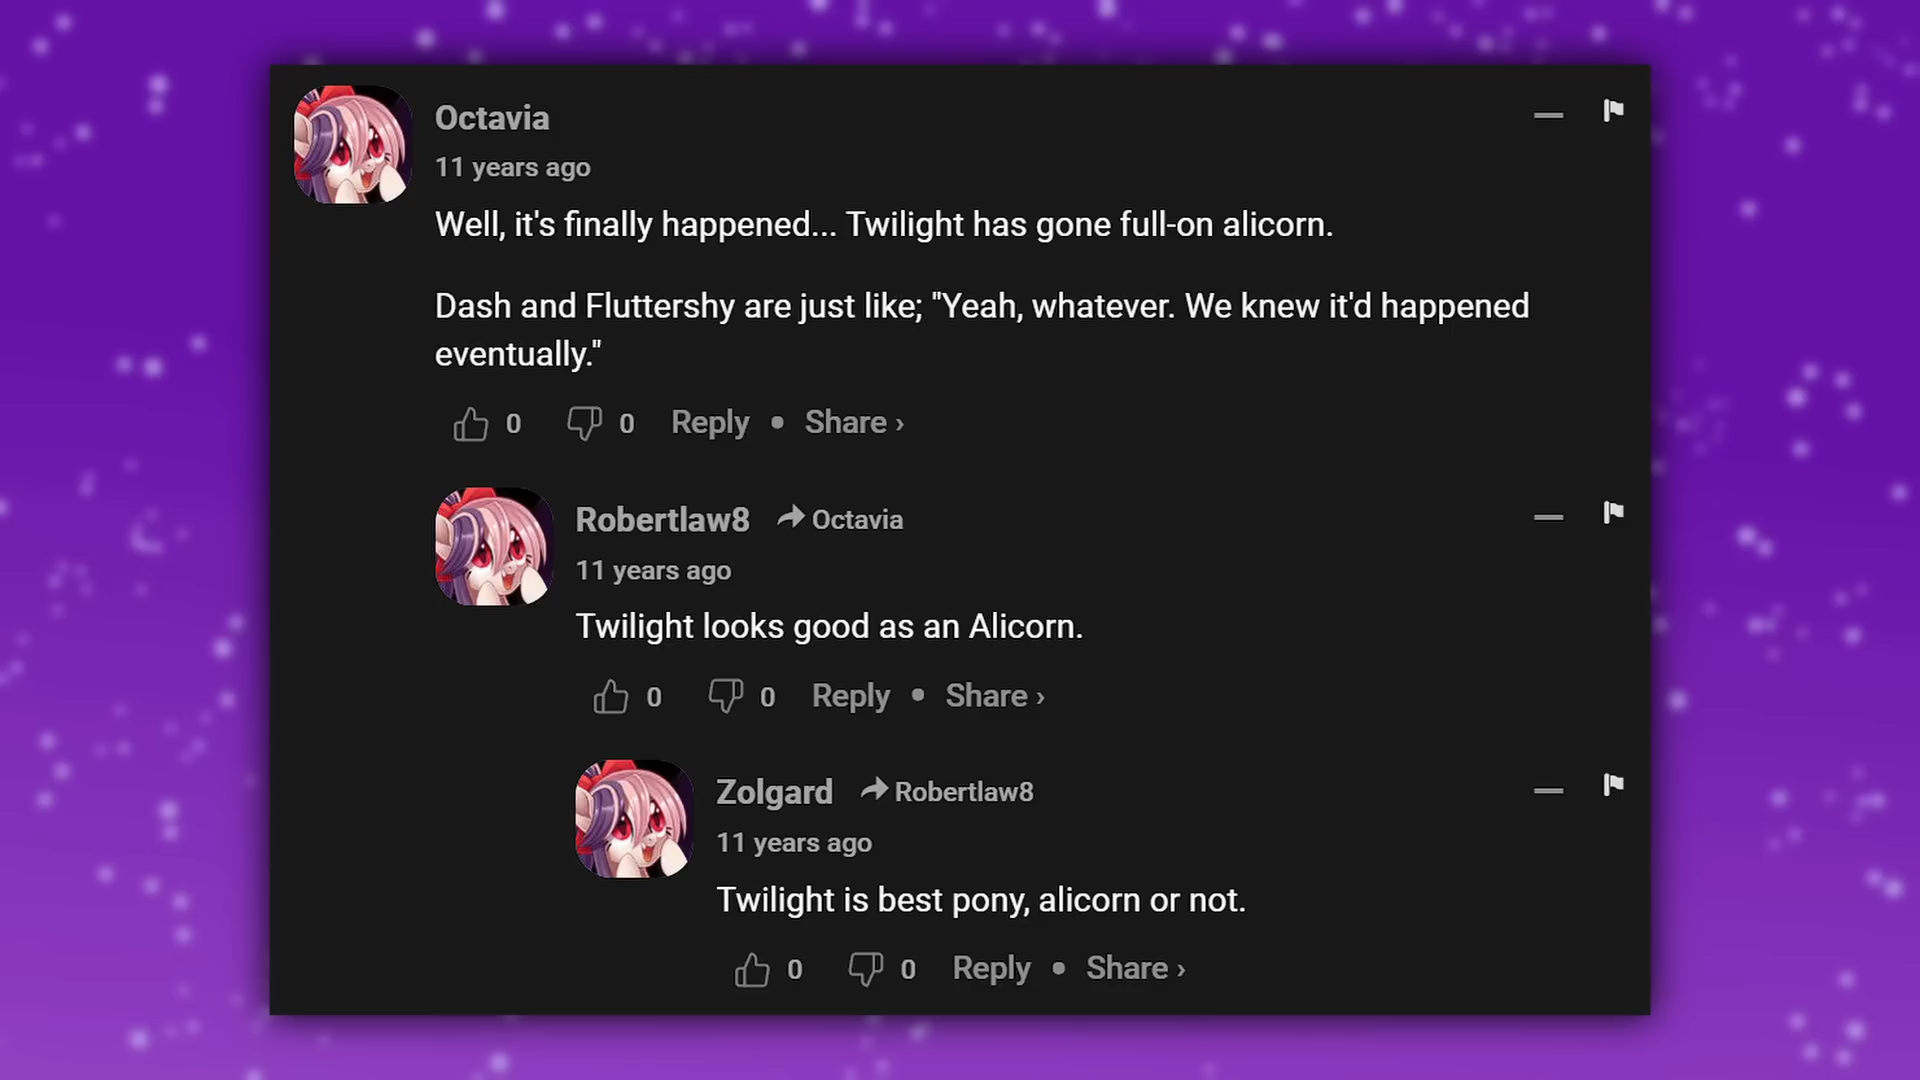 Octavia
11 years ago
Well, it's finally happened... Twilight has gone full-on alicorn.
Dash and Fluttershy are just like; "Yeah, whatever. We knew it'd happened
eventually."
0 0 Reply • Share ›
Robertlaw8 Octavia
11 years ago
Twilight looks good as an Alicorn.
0 0 Reply • Share ›
Zolgard Robertlaw8
11 years ago
Twilight is best pony, alicorn or not.
0 0 Reply • Share ›